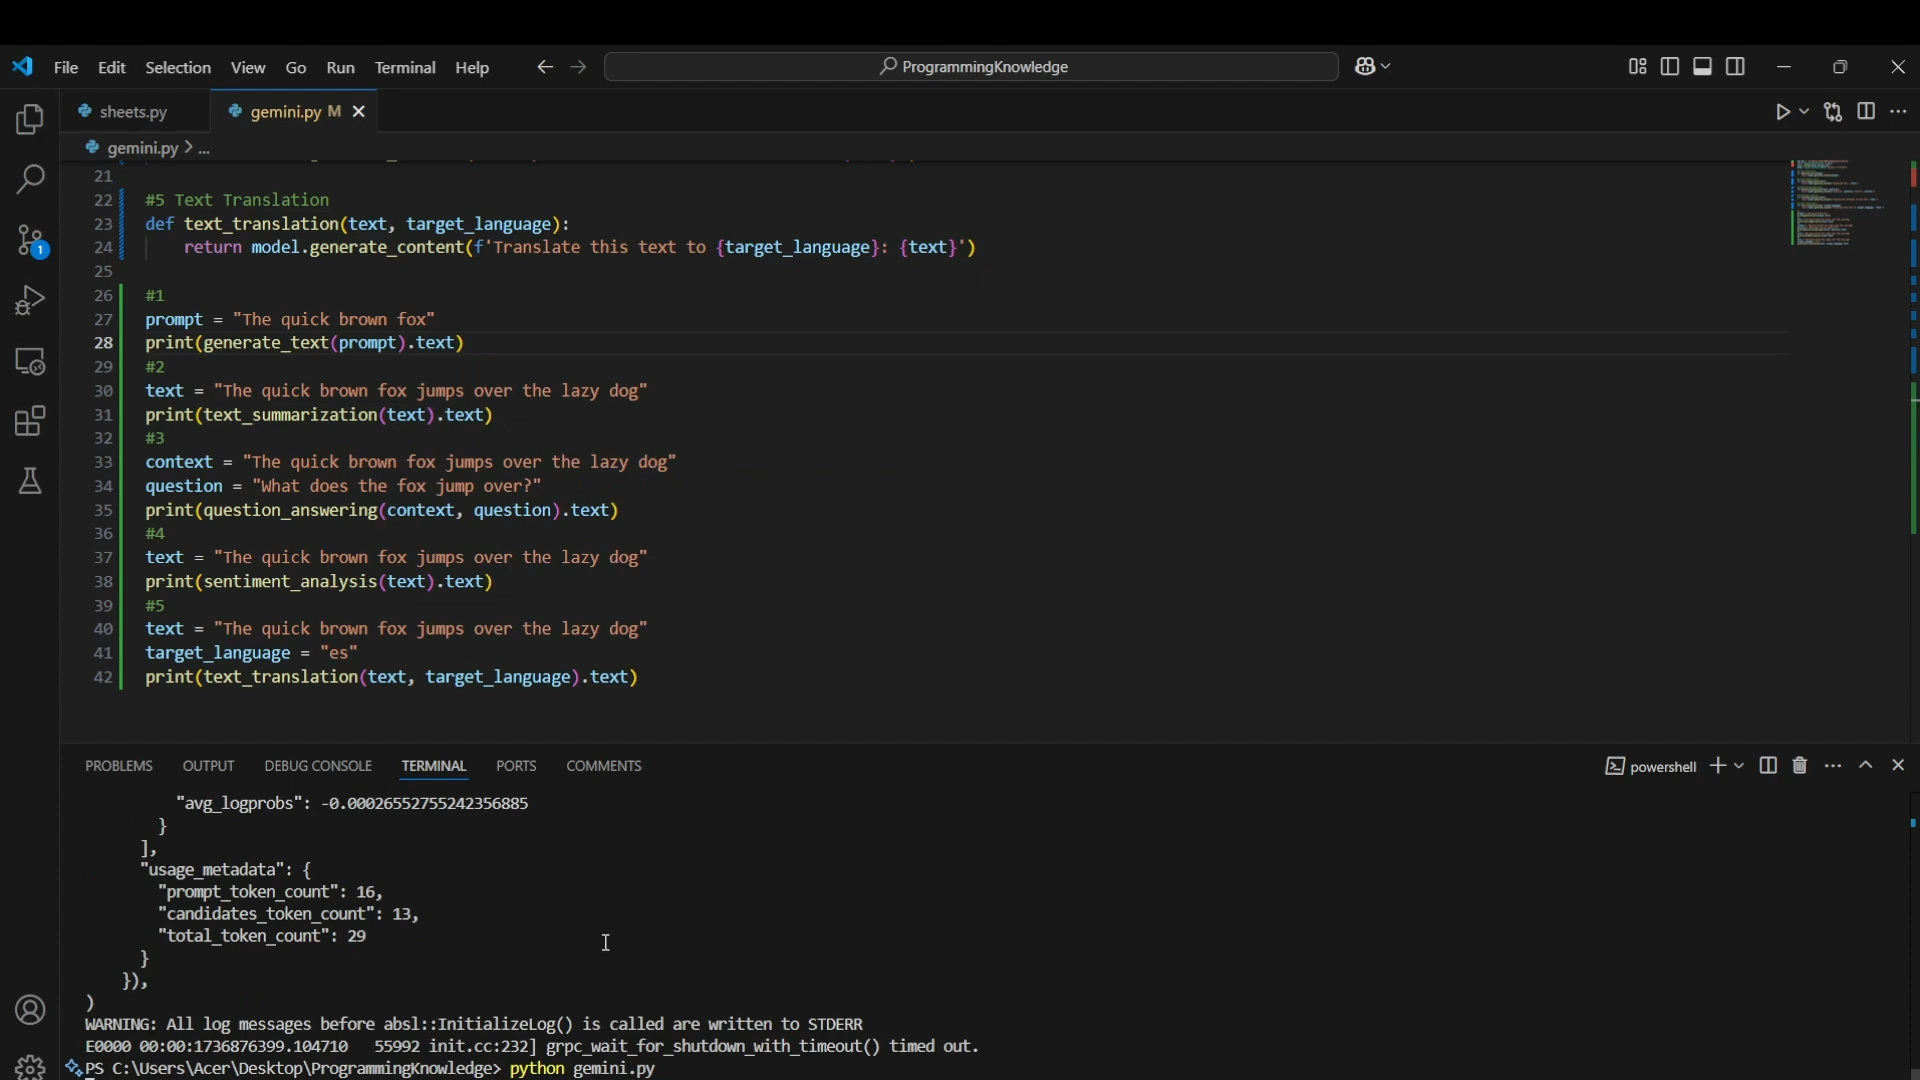 File Edit Selection View Go Run Terminal Help
ProgrammingKnowledge
sheets.py
gemini.py M
gemini.py > ...
21
22 #5 Text Translation
23 def text_translation(text, target_language):
24 return model.generate_content(f'Translate this text to {target_language}: {text}')
25
26 #1
27 prompt = "The quick brown fox"
28 print(generate_text(prompt).text)
29 #2
30 text = "The quick brown fox jumps over the lazy dog"
31 print(text_summarization(text).text)
32 #3
33 context = "The quick brown fox jumps over the lazy dog"
34 question = "What does the fox jump over?"
35 print(question_answering(context, question).text)
36 #4
37 text = "The quick brown fox jumps over the lazy dog"
38 print(sentiment_analysis(text).text)
39 #5
40 text = "The quick brown fox jumps over the lazy dog"
41 target_language = "es"
42 print(text_translation(text, target_language).text)
1
PROBLEMS OUTPUT DEBUG CONSOLE TERMINAL PORTS COMMENTS
powershell
"avg_logprobs": -0.00026552755242356885
}
],
"usage_metadata": {
"prompt_token_count": 16,
"candidates_token_count": 13,
"total_token_count": 29
}
}),
)
WARNING: All log messages before absl::InitializeLog() is called are written to STDERR
E0000 00:00:1736876399.104710 55992 init.cc:232] grpc_wait_for_shutdown_with_timeout() timed out.
PS C:\Users\Acer\Desktop\ProgrammingKnowledge> python gemini.py